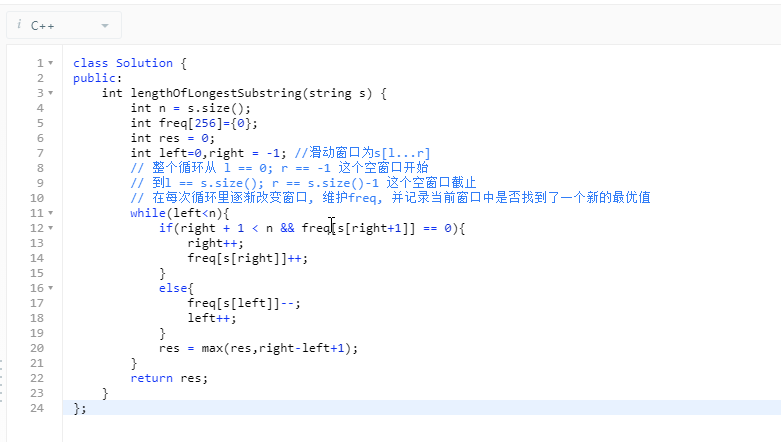 i C++
1 class Solution {
2 public:
3 int lengthOfLongestSubstring(string s) {
4 int n = s.size();
5 int freq[256]={0};
6 int res = 0;
7 int left=0,right = -1; //滑动窗口为s[l...r]
8 // 整个循环从 l == 0; r == -1 这个空窗口开始
9 // 到l == s.size(); r == s.size()-1 这个空窗口截止
10 // 在每次循环里逐渐改变窗口, 维护freq, 并记录当前窗口中是否找到了一个新的最优值
11 while(left<n){
12 if(right + 1 < n && freq[s[right+1]] == 0){
13 right++;
14 freq[s[right]]++;
15 }
16 else{
17 freq[s[left]]--;
18 left++;
19 }
20 res = max(res,right-left+1);
21 }
22 return res;
23 }
24 };